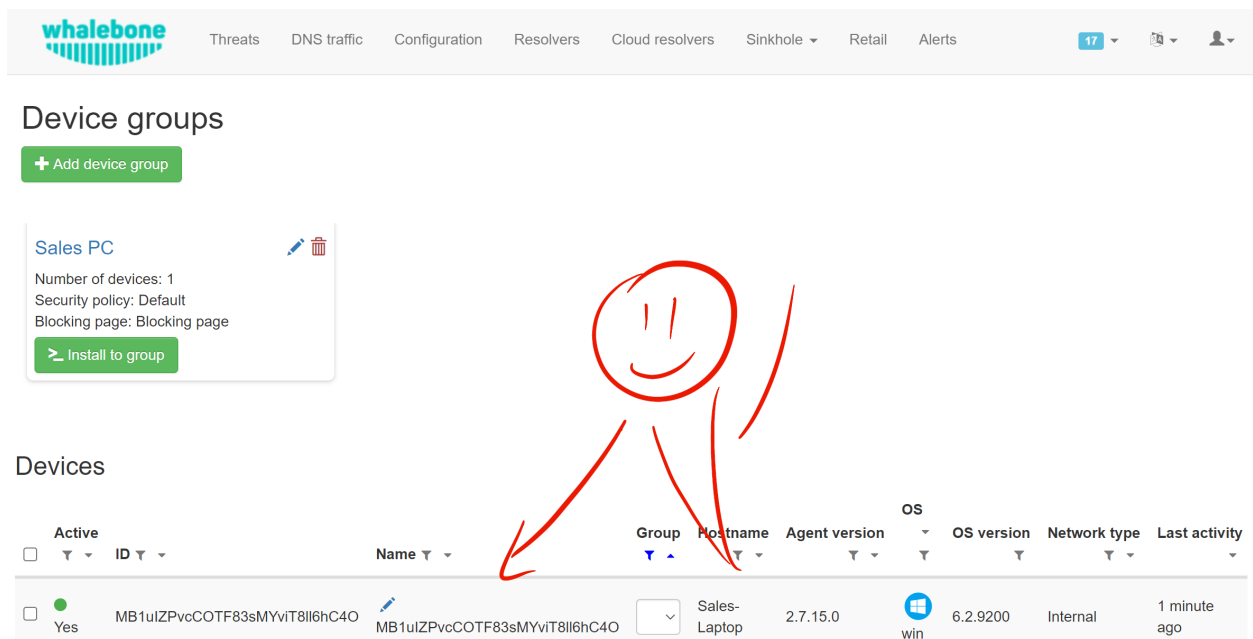 whalebone
Threats DNS traffic Configuration Resolvers Cloud resolvers Sinkhole Retail Alerts 17
Device groups
Add device group
Sales PC
Number of devices: 1
Security policy: Default
Blocking page: Blocking page
Install to group
Devices
OS
Active Group Hostname Agent version OS version Network type Last activity
ID Name
MB1uIZPvcCOTF83sMYviT8Il6hC4O Sales- 2.7.15.0 6.2.9200 Internal 1 minute
Yes MB1uIZPvcCOTF83sMYviT8Il6hC4O Laptop win ago